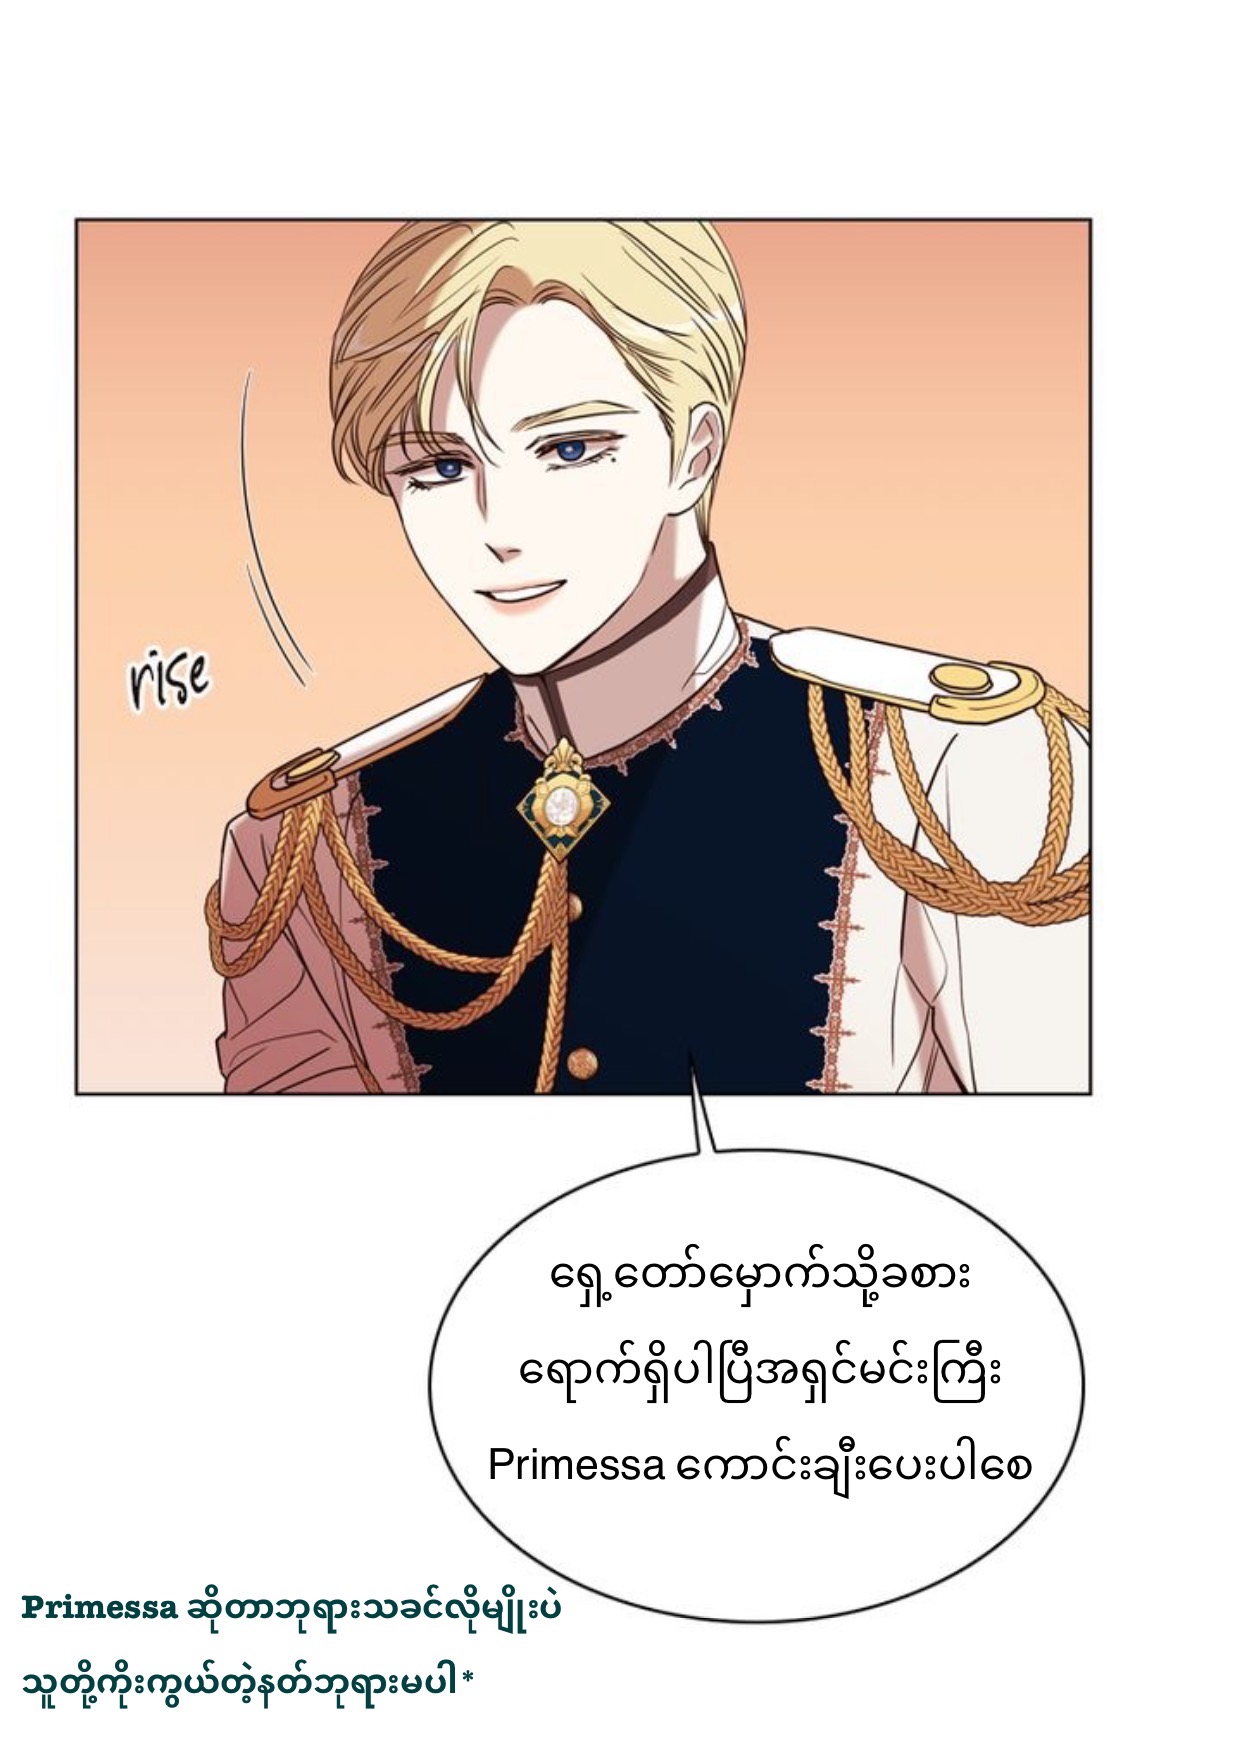 rise
ရှေ့တော်မှောက်သို့ခစား
ရောက်ရှိပါပြီအရှင်မင်းကြီး
Primessa ကောင်းချီးပေးပါစေ
Primessa ဆိုတာဘုရားသခင်လိုမျိုးပဲ
သူတို့ကိုးကွယ်တဲ့နတ်ဘုရားမပါ*